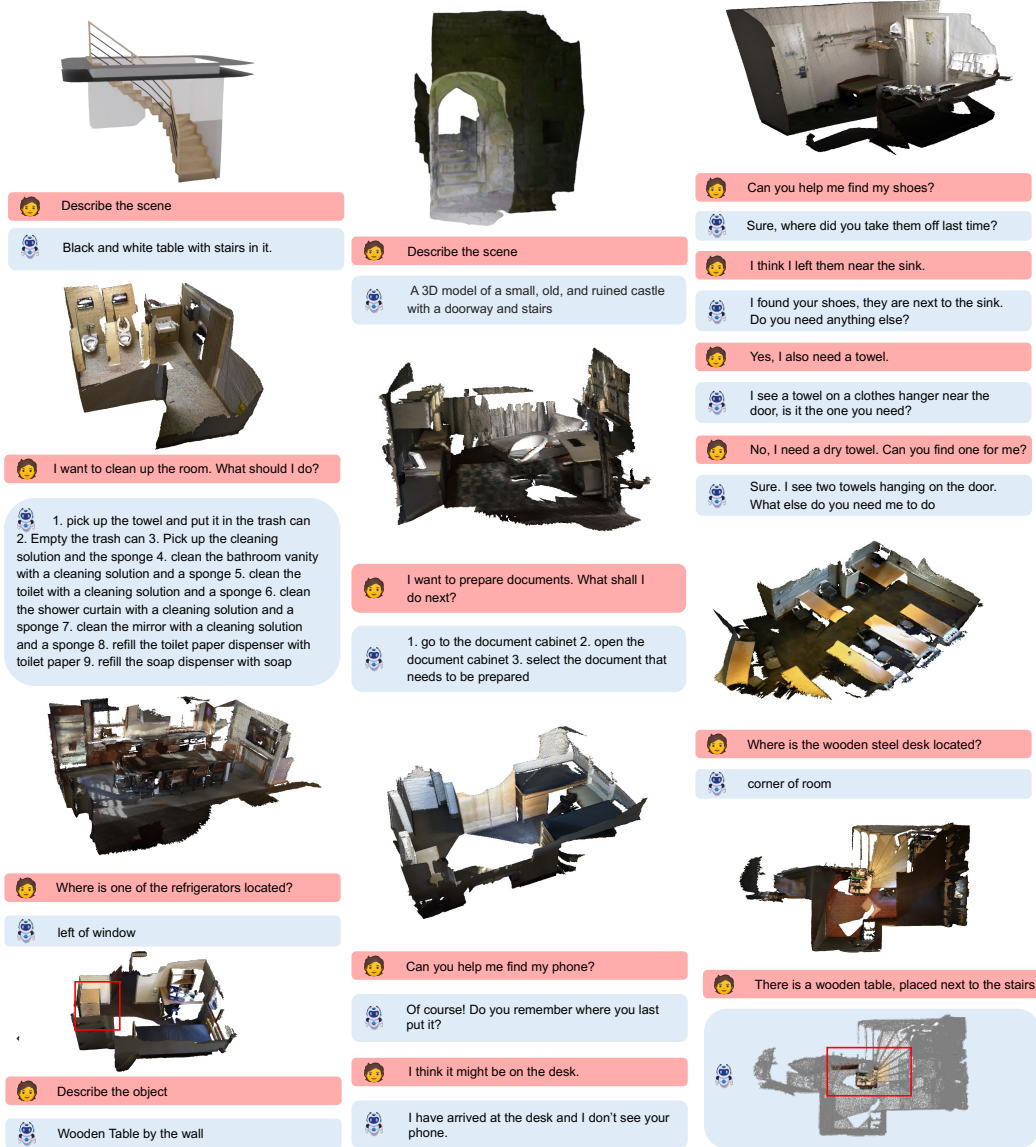 Describe the scene
Black and white table with stairs in it.
I want to clean up the room. What should I do?
1. pick up the towel and put it in the trash can
2. Empty the trash can 3. Pick up the cleaning
solution and the sponge 4. clean the bathroom vanity
with a cleaning solution and a sponge 5. clean the
toilet with a cleaning solution and a sponge 6. clean
the shower curtain with a cleaning solution and a
sponge 7. clean the mirror with a cleaning solution
and a sponge 8. refill the toilet paper dispenser with
toilet paper 9. refill the soap dispenser with soap
Where is one of the refrigerators located?
left of window
Describe the object
Wooden Table by the wall
Describe the scene
A 3D model of a small, old, and ruined castle
with a doorway and stairs
I want to prepare documents. What shall I
do next?
1. go to the document cabinet 2. open the
document cabinet 3. select the document that
needs to be prepared
Can you help me find my phone?
Of course! Do you remember where you last
put it?
I think it might be on the desk.
I have arrived at the desk and I don't see your
phone.
Can you help me find my shoes?
Sure, where did you take them off last time?
I think I left them near the sink.
I found your shoes, they are next to the sink.
Do you need anything else?
Yes, I also need a towel.
I see a towel on a clothes hanger near the
door, is it the one you need?
No, I need a dry towel. Can you find one for me?
Sure. I see two towels hanging on the door.
What else do you need me to do
Where is the wooden steel desk located?
corner of room
There is a wooden table, placed next to the stairs